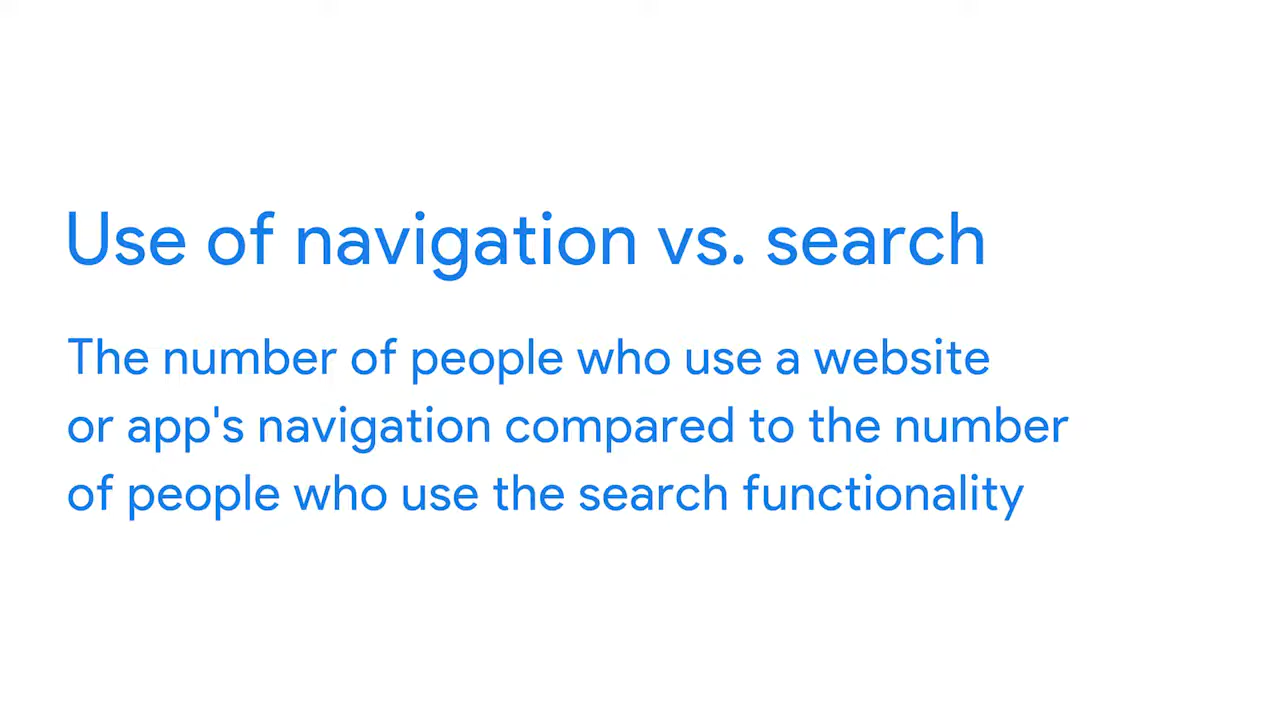 Use of navigation vs. search
The number of people who use a website
or app's navigation compared to the number
of people who use the search functionality